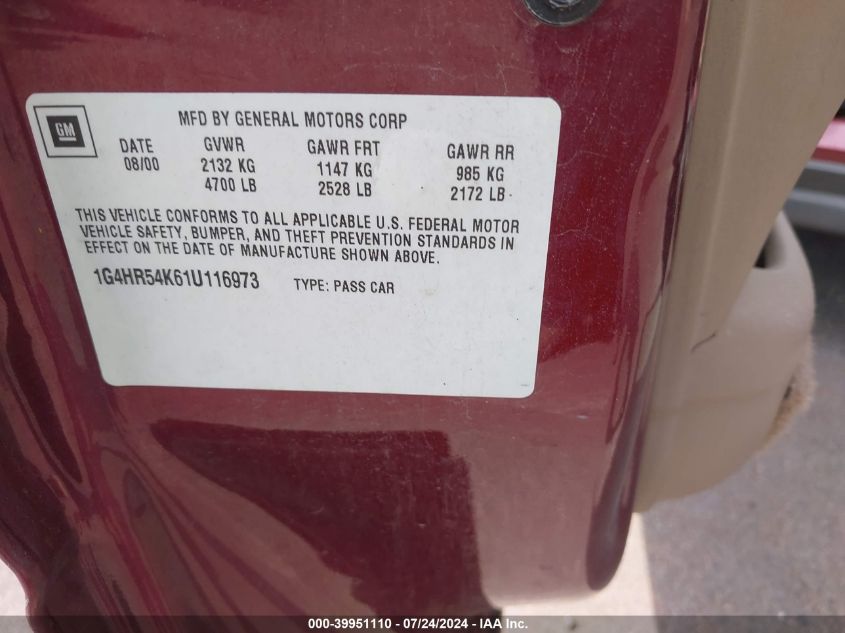 GM
MFD BY GENERAL MOTORS CORP
DATE GVWR GAWR FRT GAWR RR
08/00 2132 KG 1147 KG 985 KG
4700 LB 2528 LB 2172 LB
THIS VEHICLE CONFORMS TO ALL APPLICABLE U.S. FEDERAL MOTOR
VEHICLE SAFETY, BUMPER, AND THEFT PREVENTION STANDARDS IN
EFFECT ON THE DATE OF MANUFACTURE SHOWN ABOVE.
1G4HR54K61U116973 TYPE: PASS CAR
000-39951110 - 07/24/2024 - IAA Inc.